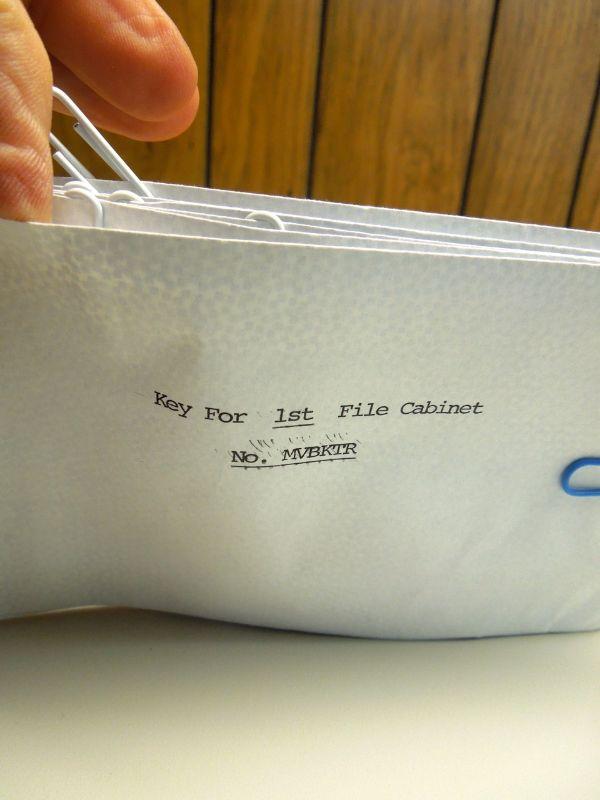 Key For 1st File Cabinet
No. MVBKTR